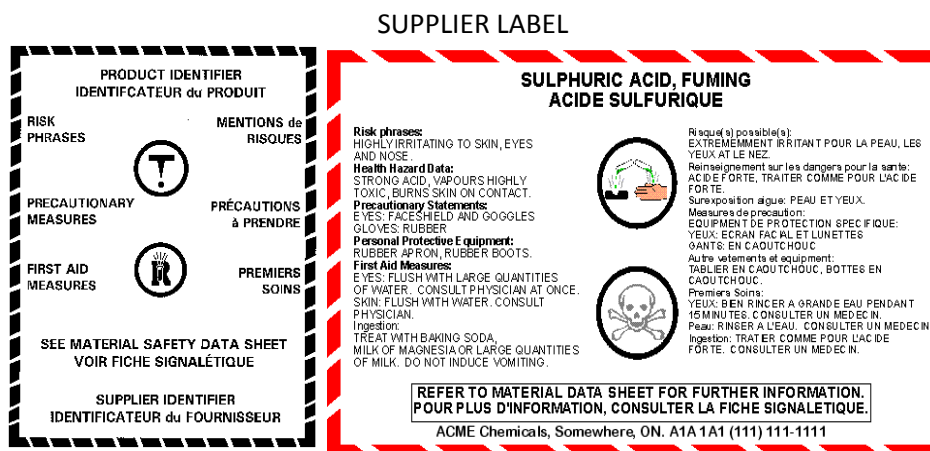 SUPPLIER LABEL
PRODUCT IDENTIFIER
IDENTIFCATEUR du PRODUIT
RISK
PHRASES
MENTIONS de
RISQUES
PRECAUTIONARY
MEASURES
PRÉCAUTIONS
à PRENDRE
FIRST AID
MEASURES
R
PREMIERS
SOINS
SEE MATERIAL SAFETY DATA SHEET
VOIR FICHE SIGNALÉTIQUE
SUPPLIER IDENTIFIER
IDENTIFICATEUR du FOURNISSEUR
SULPHURIC ACID, FUMING
ACIDE SULFURIQUE
Risk phrases:
HIGHLY IRRITATING TO SKIN, EYES
AND NOSE.
Health Hazard Data:
STRONG ACID, VAPOURS HIGHLY
TOXIC, BURNS SKIN ON CONTACT.
Precautionary Statements:
EYES: FACESHIELD AND GOGGLES
GLOVES: RUBBER
Personal Protective Equipment:
RUBBER APRON, RUBBER BOOTS.
First Aid Measures:
EYES: FLUSH WITH LARGE QUANTITIES
OF WATER. CONSULT PHYSICIAN AT ONCE.
SKIN: FLUSH WITH WATER. CONSULT
PHYSICIAN.
Ingestion:
TREAT WITH BAKING SODA,
MILK OF MAGNESIA OR LARGE QUANTITIES
OF MILK. DO NOT INDUCE VOMITING.
Risque(s) possible(s):
EXTREMEMMENT IRRITANT POUR LA PEAU, LES
YEUX AT LE NEZ.
Reinseignement sur les dangers pour la sante:
ACIDE FORTE, TRAITER COMME POUR L'ACIDE
FORTE.
Surexposition aigue: PEAU ET YEUX.
Measures de precaution:
EQUIPMENT DE PROTECTION SPECIFIQUE:
YEUX: ECRAN FACIAL ET LUNETTES
GANTS: EN CAOUTCHOUC
Autre vetements et equipment:
TABLIER EN CAOUTCHOUC, BOTTES EN
CAOUTCHOUC.
Premiers Soins:
YEUX: BIEN RINCER A GRANDE EAU PENDANT
15 MINUTES. CONSULTER UN MEDECIN.
Peau: RINSER A L'EAU. CONSULTER UN MEDECIN
Ingestion: TRATIER COMME POUR L'ACIDE
FORTE. CONSULTER UN MEDECIN.
REFER TO MATERIAL DATA SHEET FOR FURTHER INFORMATION.
POUR PLUS D'INFORMATION, CONSULTER LA FICHE SIGNALETIQUE.
ACME Chemicals, Somewhere, ON. A1A 1A1 (111) 111-1111